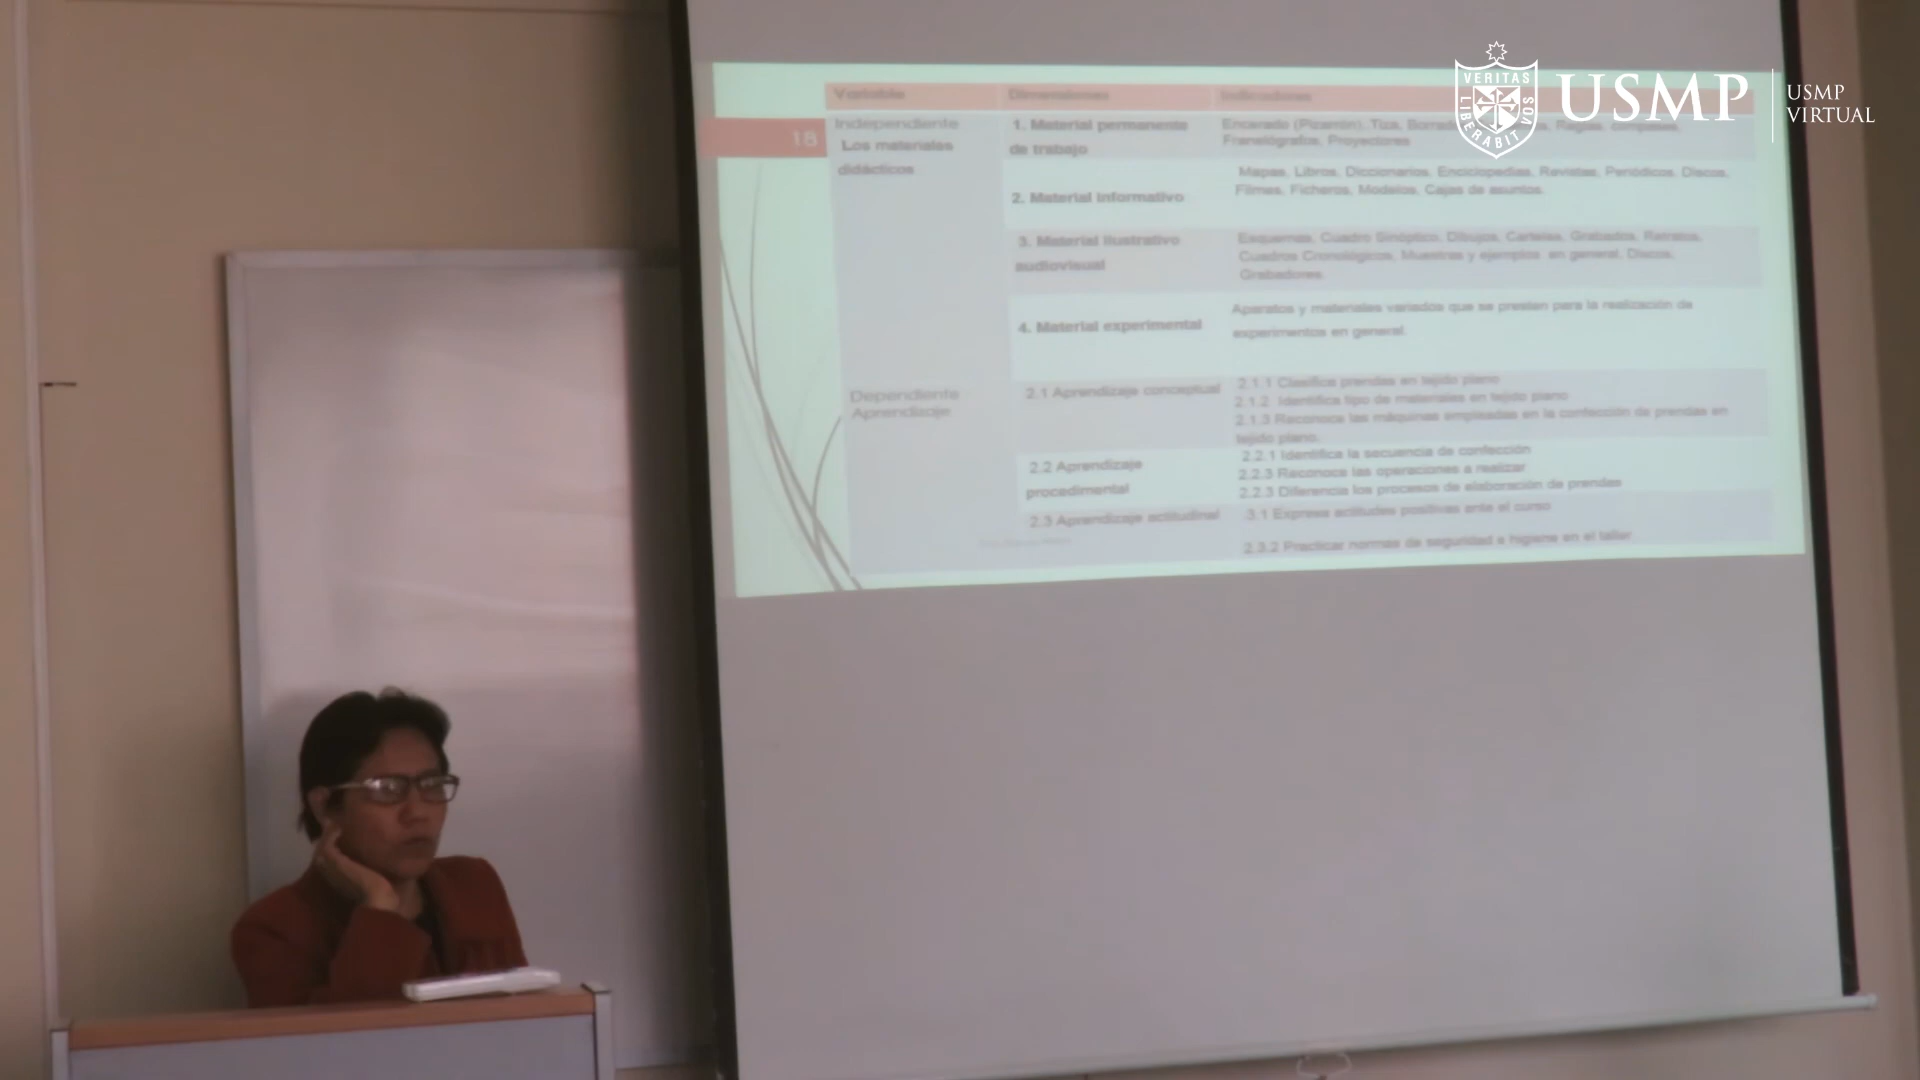 VERITAS
LIBERABIT VOS
USMP
USMP
VIRTUAL
18
Variable
Dimensiones
Indicadores
Independiente
Los materiales
didácticos
1. Material permanente
de trabajo
Encerado (Pizarrón), Tiza, Reglas, compases,
Franelógrafos, Proyectores
2. Material informativo
Mapas, Libros, Diccionarios, Enciclopedias, Revistas, Periódicos, Discos,
Filmes, Ficheros, Modelos, Cajas de asuntos.
3. Material ilustrativo
audiovisual
Esquemas, Cuadro Sinóptico, Dibujos, Carteles, Grabados, Retratos,
Cuadros Cronológicos, Muestras y ejemplos en general, Discos,
Grabadores.
4. Material experimental
Aparatos y materiales variados que se presten para la realización de
experimentos en general.
Dependiente
Aprendizaje
2.1 Aprendizaje conceptual
2.1.1 Clasifica prendas en tejido plano
2.1.2 Identifica tipo de materiales en tejido plano
2.1.3 Reconoce las máquinas empleadas en la confección de prendas en
tejido plano.
2.2 Aprendizaje
procedimental
2.2.1 Identifica la secuencia de confección
2.2.3 Reconoce las operaciones a realizar
2.2.3 Diferencia los procesos de elaboración de prendas
2.3 Aprendizaje actitudinal
3.1 Expresa actitudes positivas ante el curso
2.3.2 Practicar normas de seguridad e higiene en el taller